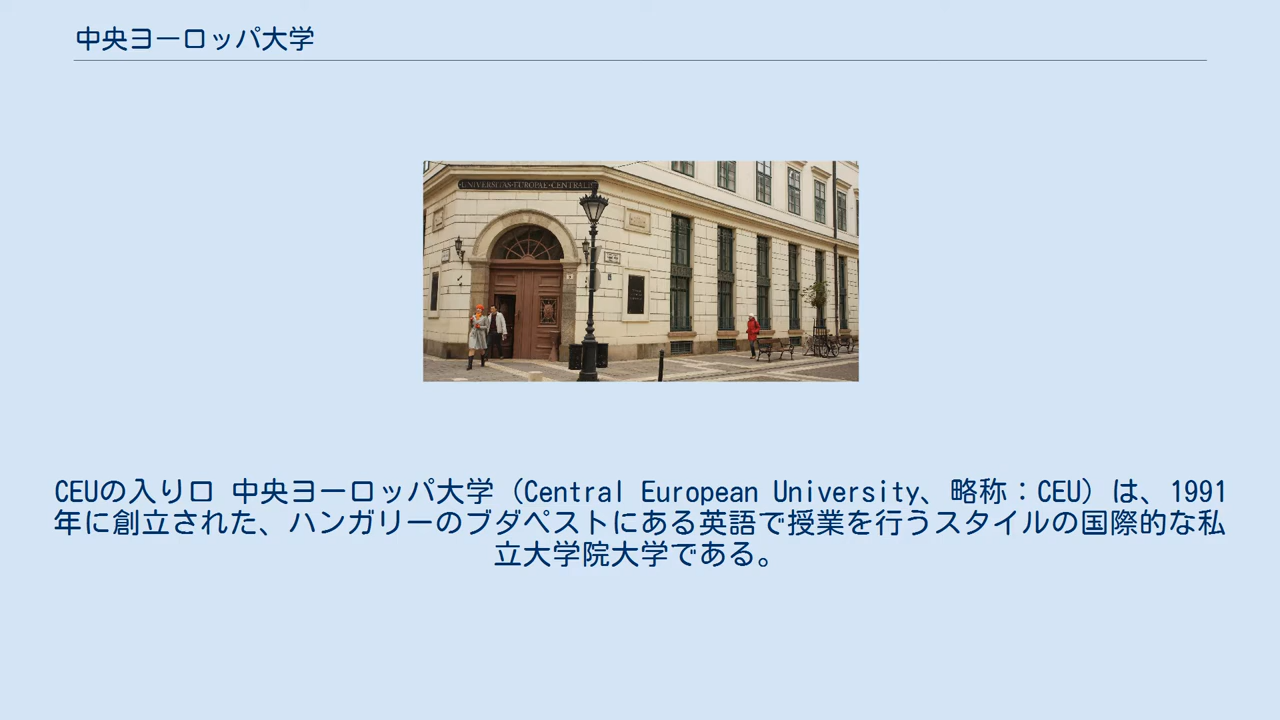 中央ヨーロッパ大学
UNIVERSITAS·EUROPAE·CENTRALIS
CEUの入り口 中央ヨーロッパ大学（Central European University、略称：CEU）は、1991
年に創立された、ハンガリーのブダペストにある英語で授業を行うスタイルの国際的な私
立大学院大学である。